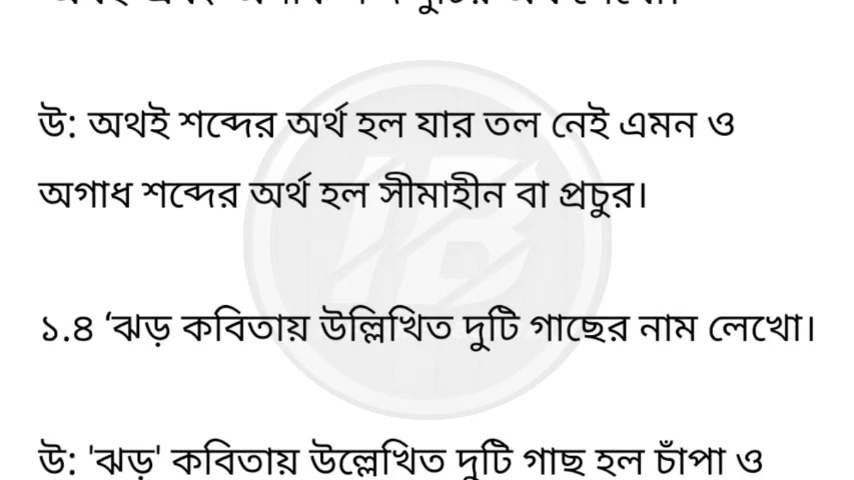 উ: অথই শব্দের অর্থ হল যার তল নেই এমন ও
অগাধ শব্দের অর্থ হল সীমাহীন বা প্রচুর।
১.৪ ‘ঝড় কবিতায় উল্লিখিত দুটি গাছের নাম লেখো।
উ: 'ঝড়' কবিতায় উল্লেখিত দুটি গাছ হল চাঁপা ও